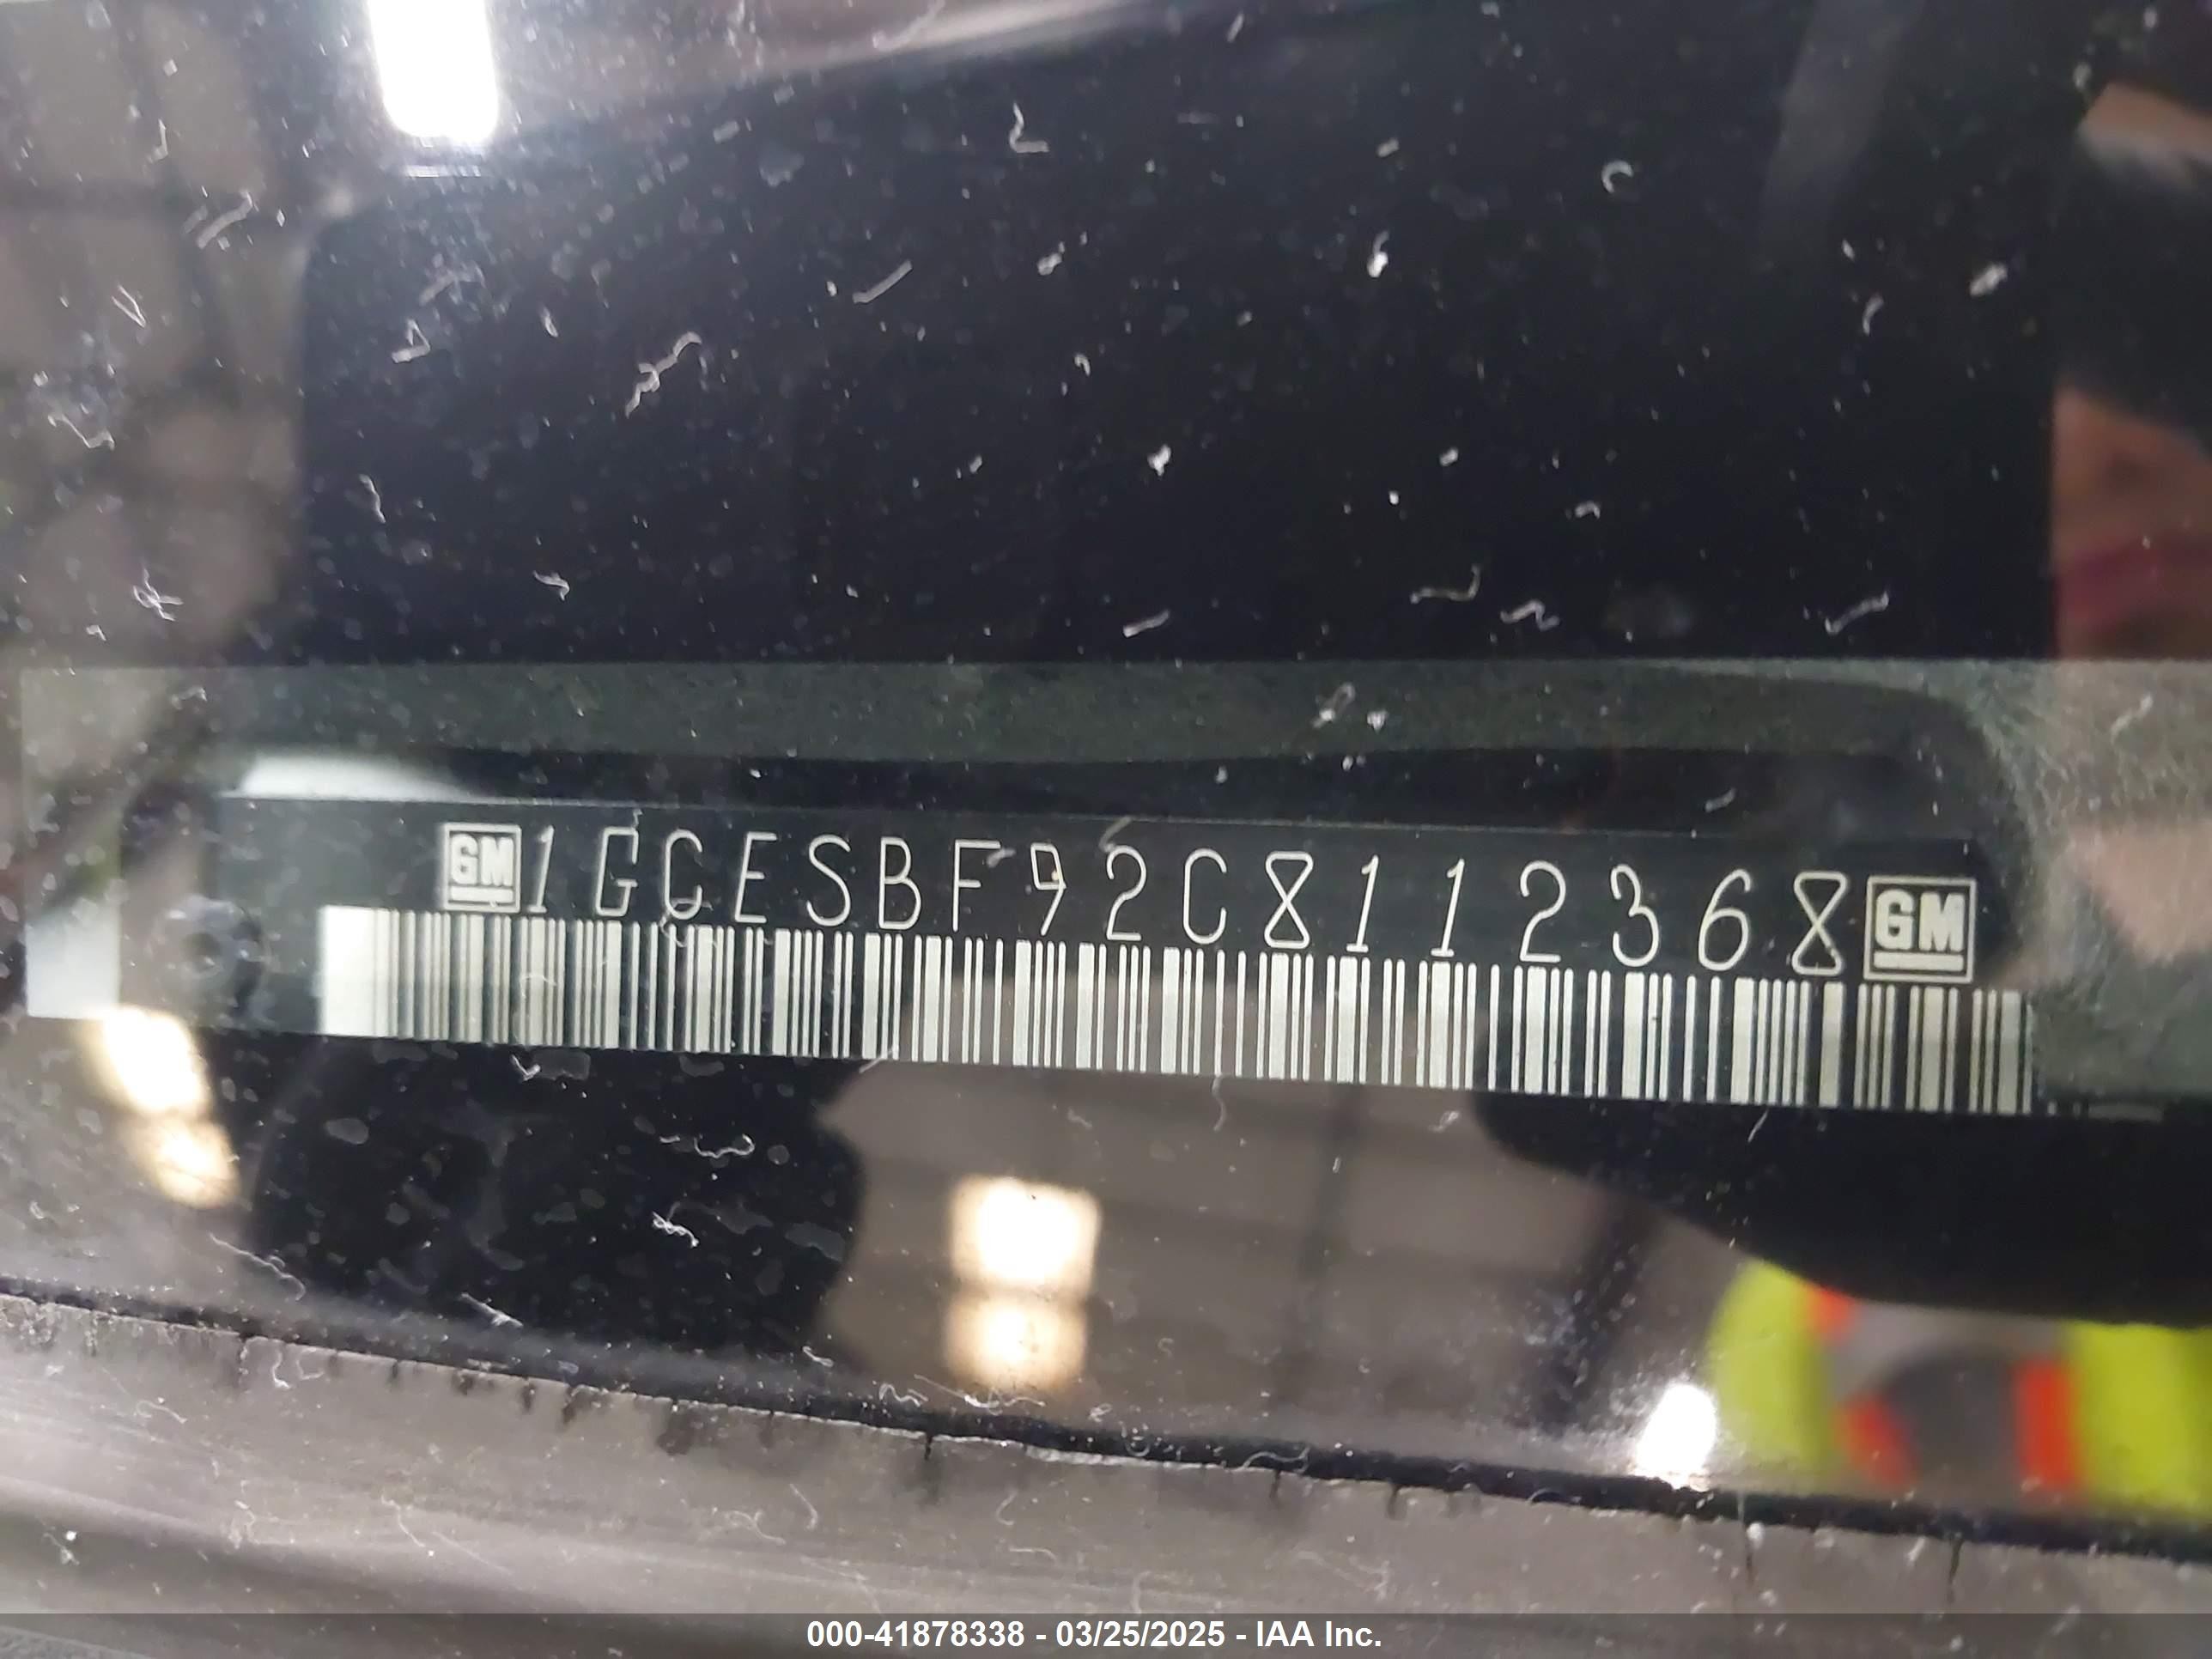 GM 1GCESBF92C8112368 GM
000-41878338 - 03/25/2025 - IAA Inc.